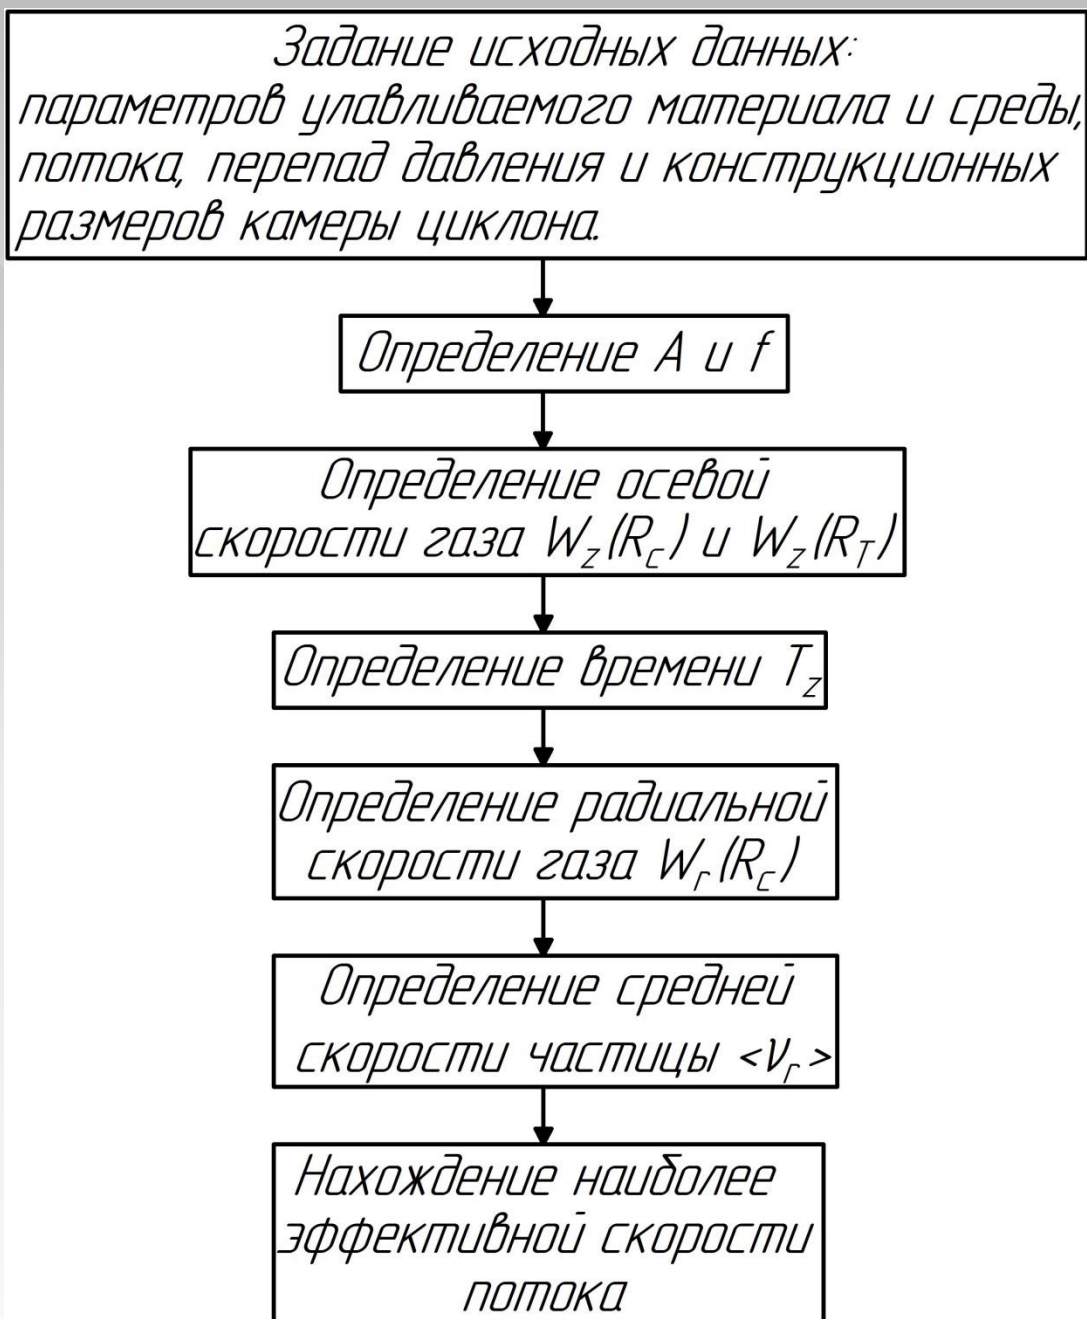 Задание исходных данных:
параметров улавливаемого материала и среды,
потока, перепад давления и конструкционных
размеров камеры циклона.
Определение A и f
Определение осевой
скорости газа W_z(R_c) и W_z(R_T)
Определение времени T_z
Определение радиальной
скорости газа W_r(R_c)
Определение средней
скорости частицы <V_r>
Нахождение наиболее
эффективной скорости
потока